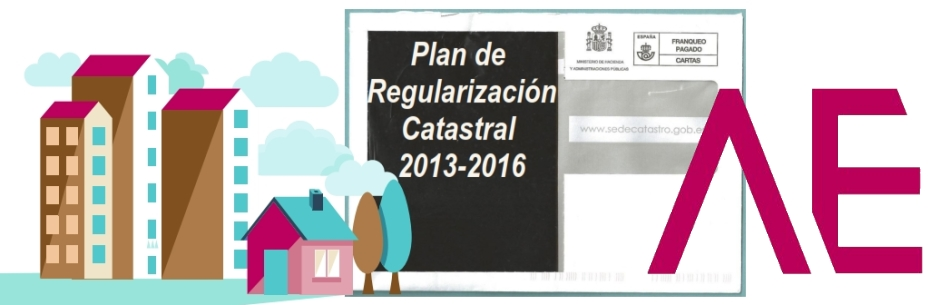 Plan de
Regularización
Catastral
2013-2016
MINISTERIO DE HACIENDA
Y ADMINISTRACIONES PÚBLICAS
ESPAÑA
FRANQUEO
PAGADO
CARTAS
www.sedecatastro.gob.e
AE